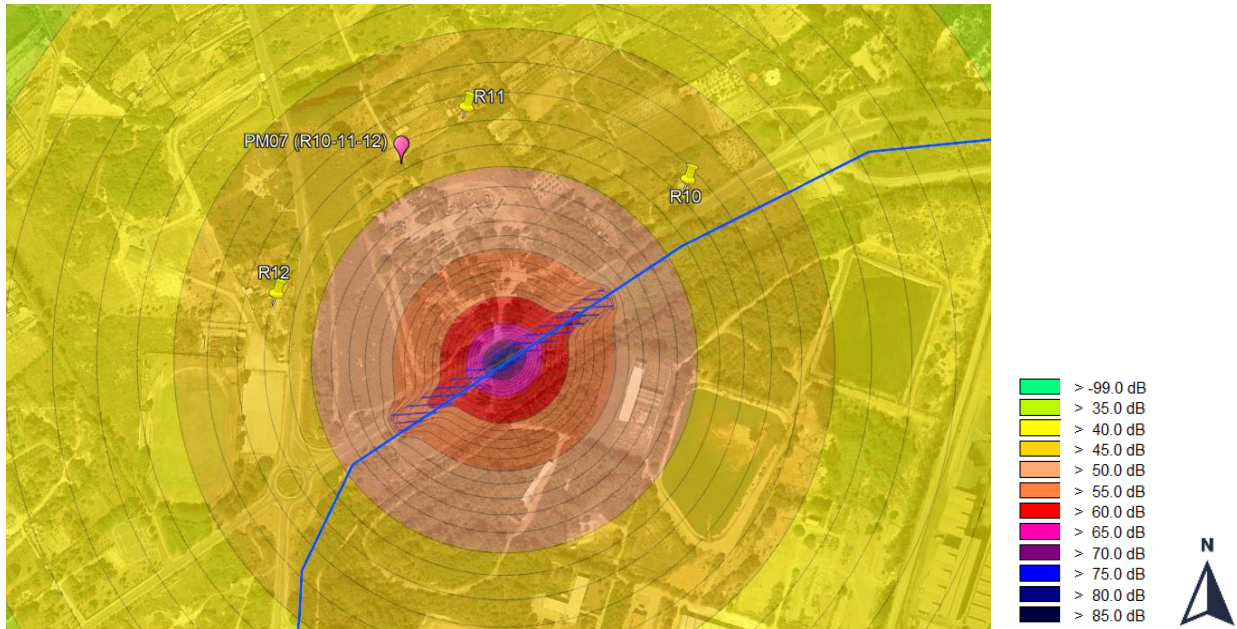 R11
PM07 (R10-11-12)
R10
R12
> -99.0 dB
> 35.0 dB
> 40.0 dB
> 45.0 dB
> 50.0 dB
> 55.0 dB
> 60.0 dB
> 65.0 dB
> 70.0 dB
> 75.0 dB
> 80.0 dB
> 85.0 dB
N